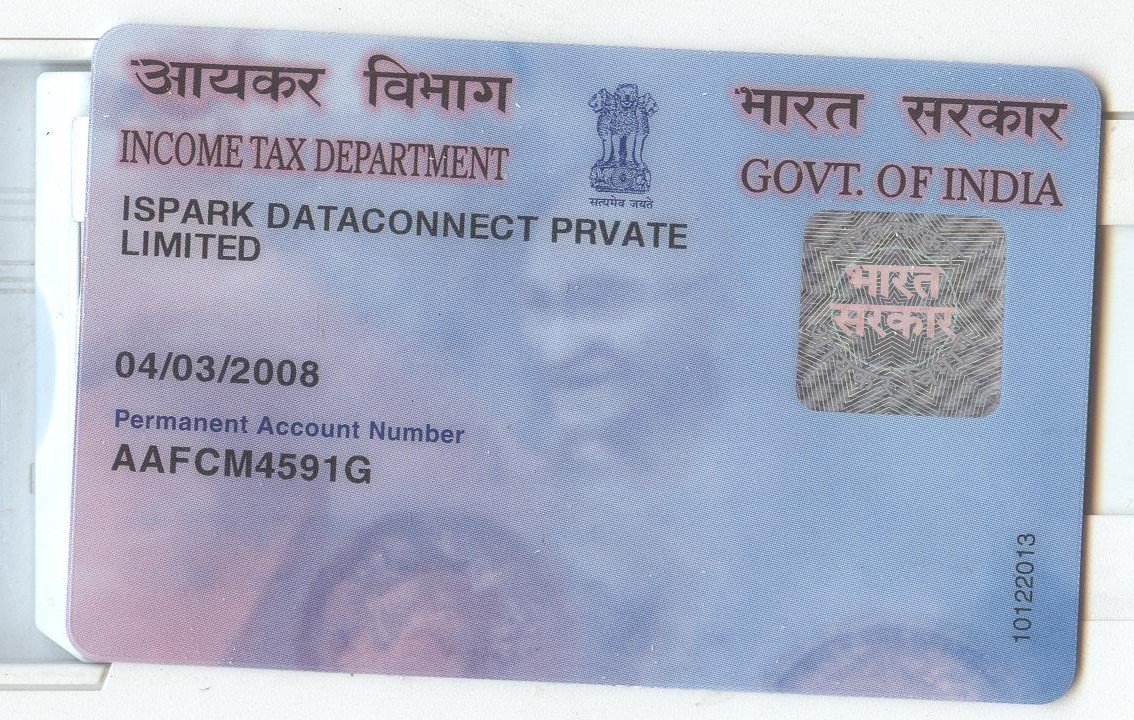 आयकर विभाग
INCOME TAX DEPARTMENT
सत्यमेव जयते
भारत सरकार
GOVT. OF INDIA
ISPARK DATACONNECT PRVATE
LIMITED
भारत
सरकार
04/03/2008
Permanent Account Number
AAFCM4591G
10122013